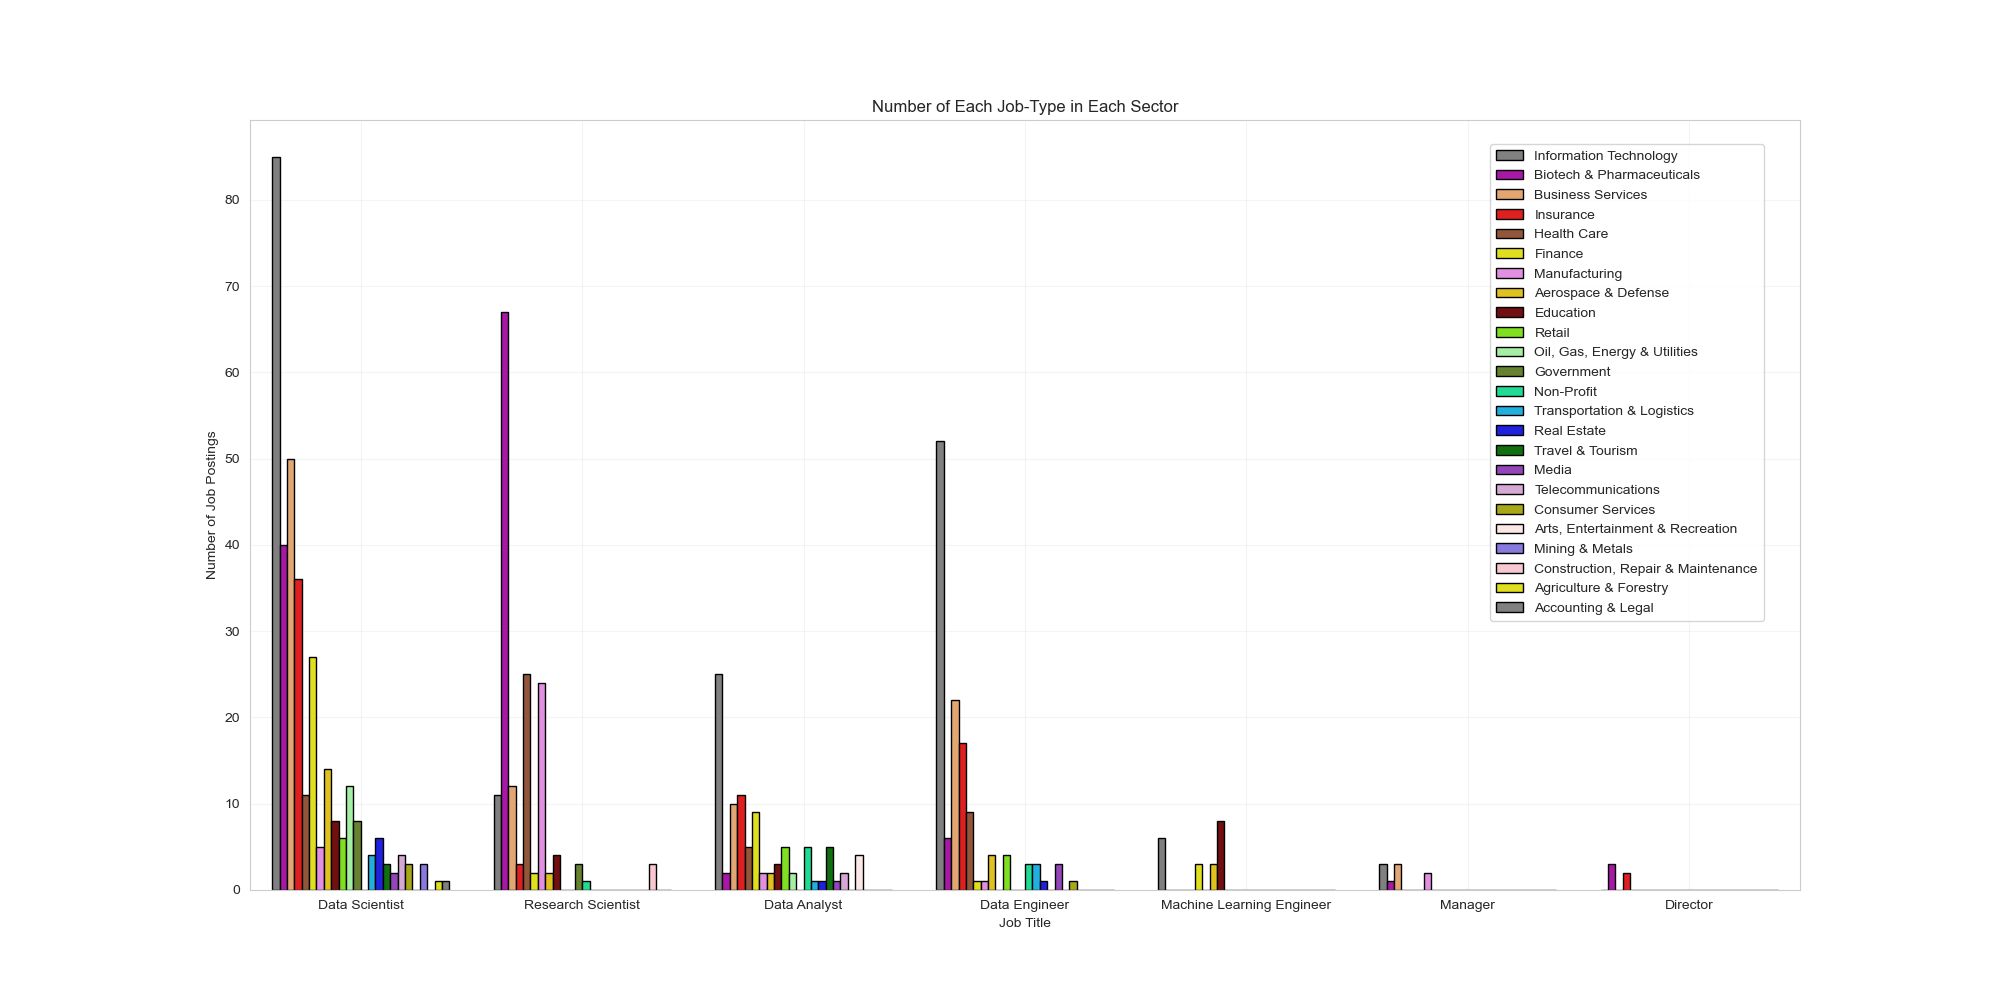 Number of Each Job-Type in Each Sector
Information Technology
Biotech & Pharmaceuticals
Business Services
Insurance
Health Care
Finance
Manufacturing
Aerospace & Defense
Education
Retail
Oil, Gas, Energy & Utilities
Government
Non-Profit
Transportation & Logistics
Real Estate
Travel & Tourism
Media
Telecommunications
Consumer Services
Arts, Entertainment & Recreation
Mining & Metals
Construction, Repair & Maintenance
Agriculture & Forestry
Accounting & Legal
Number of Job Postings
80
70
60
50
40
30
20
10
0
Data Scientist
Research Scientist
Data Analyst
Data Engineer
Machine Learning Engineer
Manager
Director
Job Title